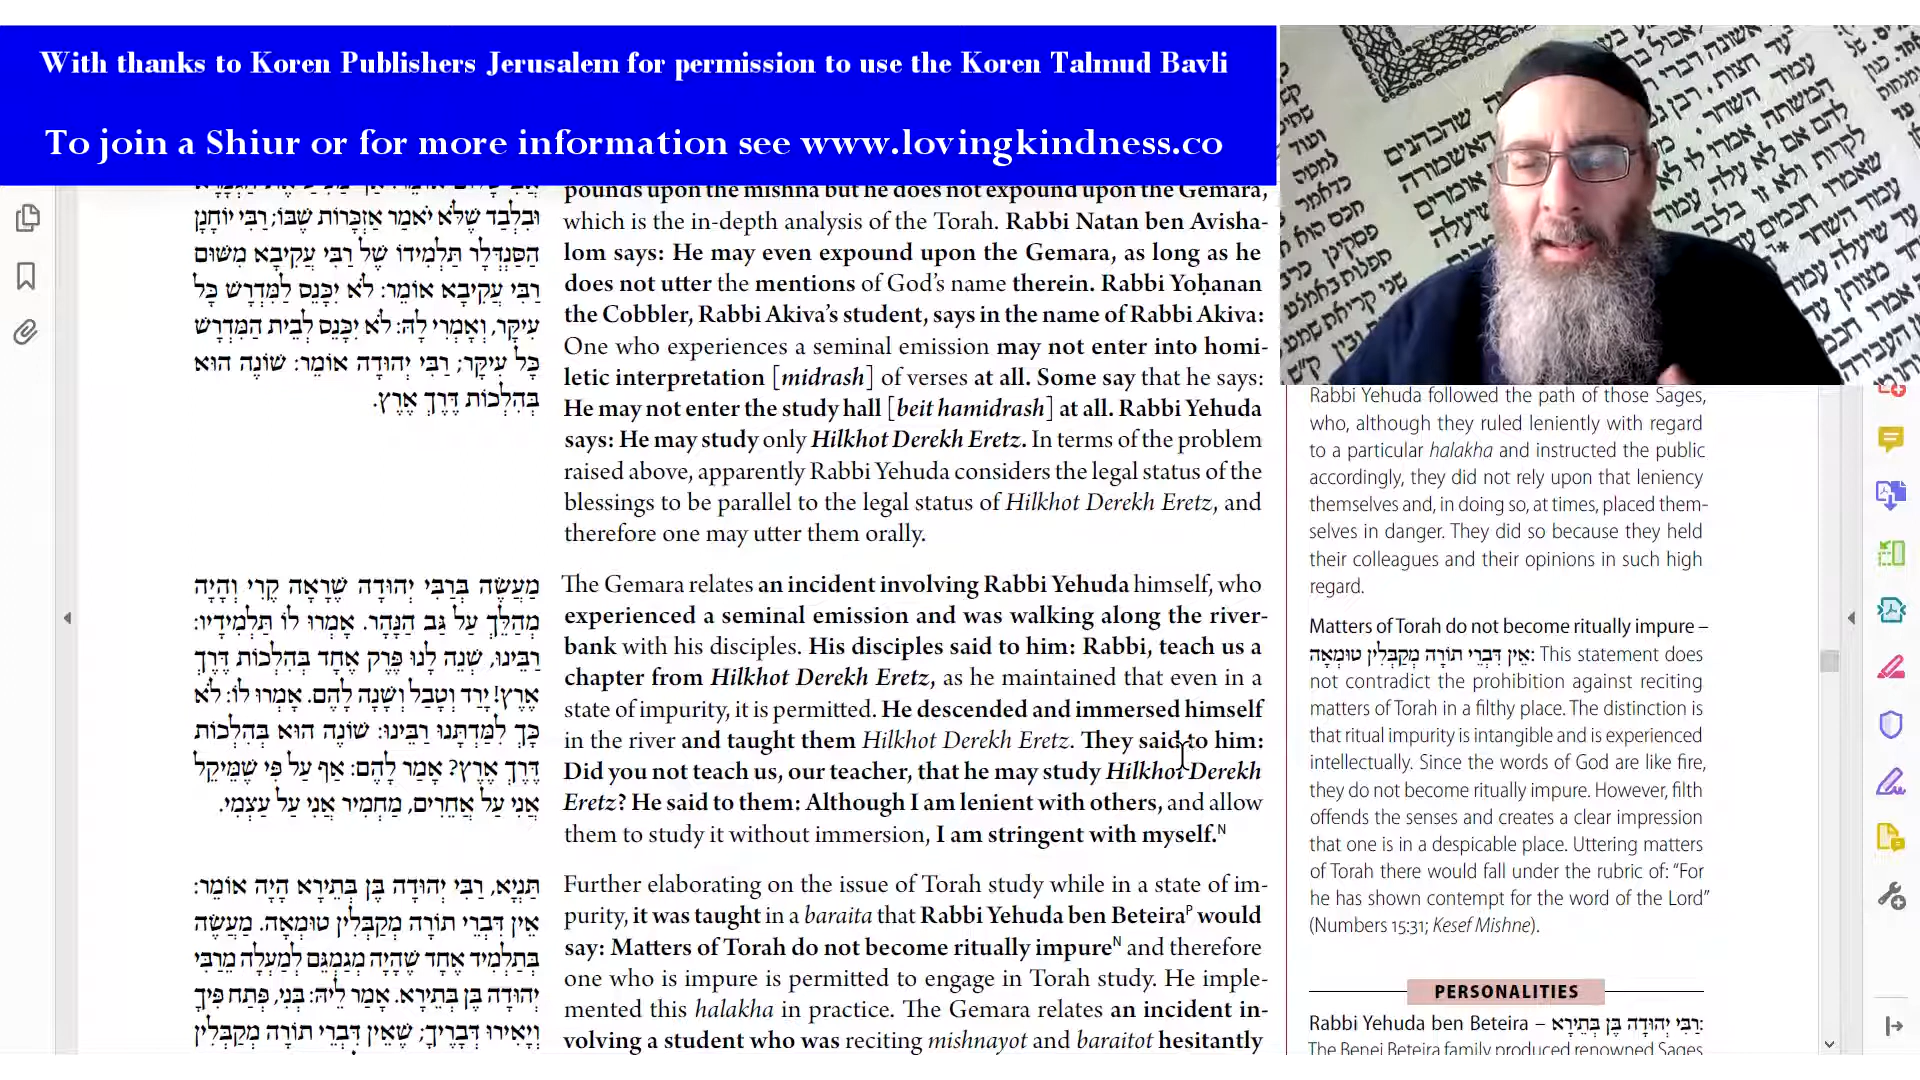 With thanks to Koren Publishers Jerusalem for permission to use the Koren Talmud Bavli
To join a Shiur or for more information see www.lovingkindness.co
וּבִלְבַד שֶׁלֹּא יֹאמַר אַזְכָּרוֹת שֶׁבּוֹ; רַבִּי יוֹחָנָן
הַסַּנְדְּלָר תַּלְמִידוֹ שֶׁל רַבִּי עֲקִיבָא מִשּׁוּם
רַבִּי עֲקִיבָא אוֹמֵר: לֹא יִכָּנֵס לַמִּדְרָשׁ כָּל
עִיקָּר, וְאָמְרִי לָהּ: לֹא יִכָּנֵס לְבֵית הַמִּדְרָשׁ
כָּל עִיקָּר; רַבִּי יְהוּדָה אוֹמֵר: שׁוֹנֶה הוּא
בְּהִלְכוֹת דֶּרֶךְ אֶרֶץ.
pounds upon the mishna but he does not expound upon the Gemara,
which is the in-depth analysis of the Torah. Rabbi Natan ben Avisha-
lom says: He may even expound upon the Gemara, as long as he
does not utter the mentions of God's name therein. Rabbi Yoḥanan
the Cobbler, Rabbi Akiva's student, says in the name of Rabbi Akiva:
One who experiences a seminal emission may not enter into homi-
letic interpretation [midrash] of verses at all. Some say that he says:
He may not enter the study hall [beit hamidrash] at all. Rabbi Yehuda
says: He may study only Hilkhot Derekh Eretz. In terms of the problem
raised above, apparently Rabbi Yehuda considers the legal status of the
blessings to be parallel to the legal status of Hilkhot Derekh Eretz, and
therefore one may utter them orally.
מַעֲשֶׂה בְּרַבִּי יְהוּדָה שֶׁרָאָה קֶרִי וְהָיָה
מְהַלֵּךְ עַל גַּב הַנָּהָר. אָמְרוּ לוֹ תַּלְמִידָיו:
רַבֵּינוּ, שְׁנֵה לָנוּ פֶּרֶק אֶחָד בְּהִלְכוֹת דֶּרֶךְ
אֶרֶץ! יָרַד וְטָבַל וְשָׁנָה לָהֶם. אָמְרוּ לוֹ: לֹא
כָּךְ לִמַּדְתָּנוּ רַבֵּינוּ: שׁוֹנֶה הוּא בְּהִלְכוֹת
דֶּרֶךְ אֶרֶץ? אָמַר לָהֶם: אַף עַל פִּי שֶׁמֵּיקֵל
אֲנִי עַל אֲחֵרִים, מַחְמִיר אֲנִי עַל עַצְמִי.
The Gemara relates an incident involving Rabbi Yehuda himself, who
experienced a seminal emission and was walking along the river-
bank with his disciples. His disciples said to him: Rabbi, teach us a
chapter from Hilkhot Derekh Eretz, as he maintained that even in a
state of impurity, it is permitted. He descended and immersed himself
in the river and taught them Hilkhot Derekh Eretz. They said to him:
Did you not teach us, our teacher, that he may study Hilkhot Derekh
Eretz? He said to them: Although I am lenient with others, and allow
them to study it without immersion, I am stringent with myself.N
תַּנְיָא, רַבִּי יְהוּדָה בֶּן בְּתֵירָא הָיָה אוֹמֵר:
אֵין דִּבְרֵי תוֹרָה מְקַבְּלִין טוּמְאָה. מַעֲשֶׂה
בְּתַלְמִיד אֶחָד שֶׁהָיָה מְגַמְגֵּם לְמַעְלָה מֵרַבִּי
יְהוּדָה בֶּן בְּתֵירָא. אָמַר לֵיהּ: בְּנִי, פְּתַח פִּיךָ
וְיָאִירוּ דְּבָרֶיךָ; שֶׁאֵין דִּבְרֵי תוֹרָה מְקַבְּלִין
Further elaborating on the issue of Torah study while in a state of im-
purity, it was taught in a baraita that Rabbi Yehuda ben BeteiraP would
say: Matters of Torah do not become ritually impureN and therefore
one who is impure is permitted to engage in Torah study. He imple-
mented this halakha in practice. The Gemara relates an incident in-
volving a student who was reciting mishnayot and baraitot hesitantly
Rabbi Yehuda followed the path of those Sages,
who, although they ruled leniently with regard
to a particular halakha and instructed the public
accordingly, they did not rely upon that leniency
themselves and, in doing so, at times, placed them-
selves in danger. They did so because they held
their colleagues and their opinions in such high
regard.
Matters of Torah do not become ritually impure –
אֵין דִּבְרֵי תוֹרָה מְקַבְּלִין טוּמְאָה: This statement does
not contradict the prohibition against reciting
matters of Torah in a filthy place. The distinction is
that ritual impurity is intangible and is experienced
intellectually. Since the words of God are like fire,
they do not become ritually impure. However, filth
offends the senses and creates a clear impression
that one is in a despicable place. Uttering matters
of Torah there would fall under the rubric of: "For
he has shown contempt for the word of the Lord"
(Numbers 15:31; Kesef Mishne).
PERSONALITIES
Rabbi Yehuda ben Beteira – רַבִּי יְהוּדָה בֶּן בְּתֵירָא:
The Benei Beteira family produced renowned Sages